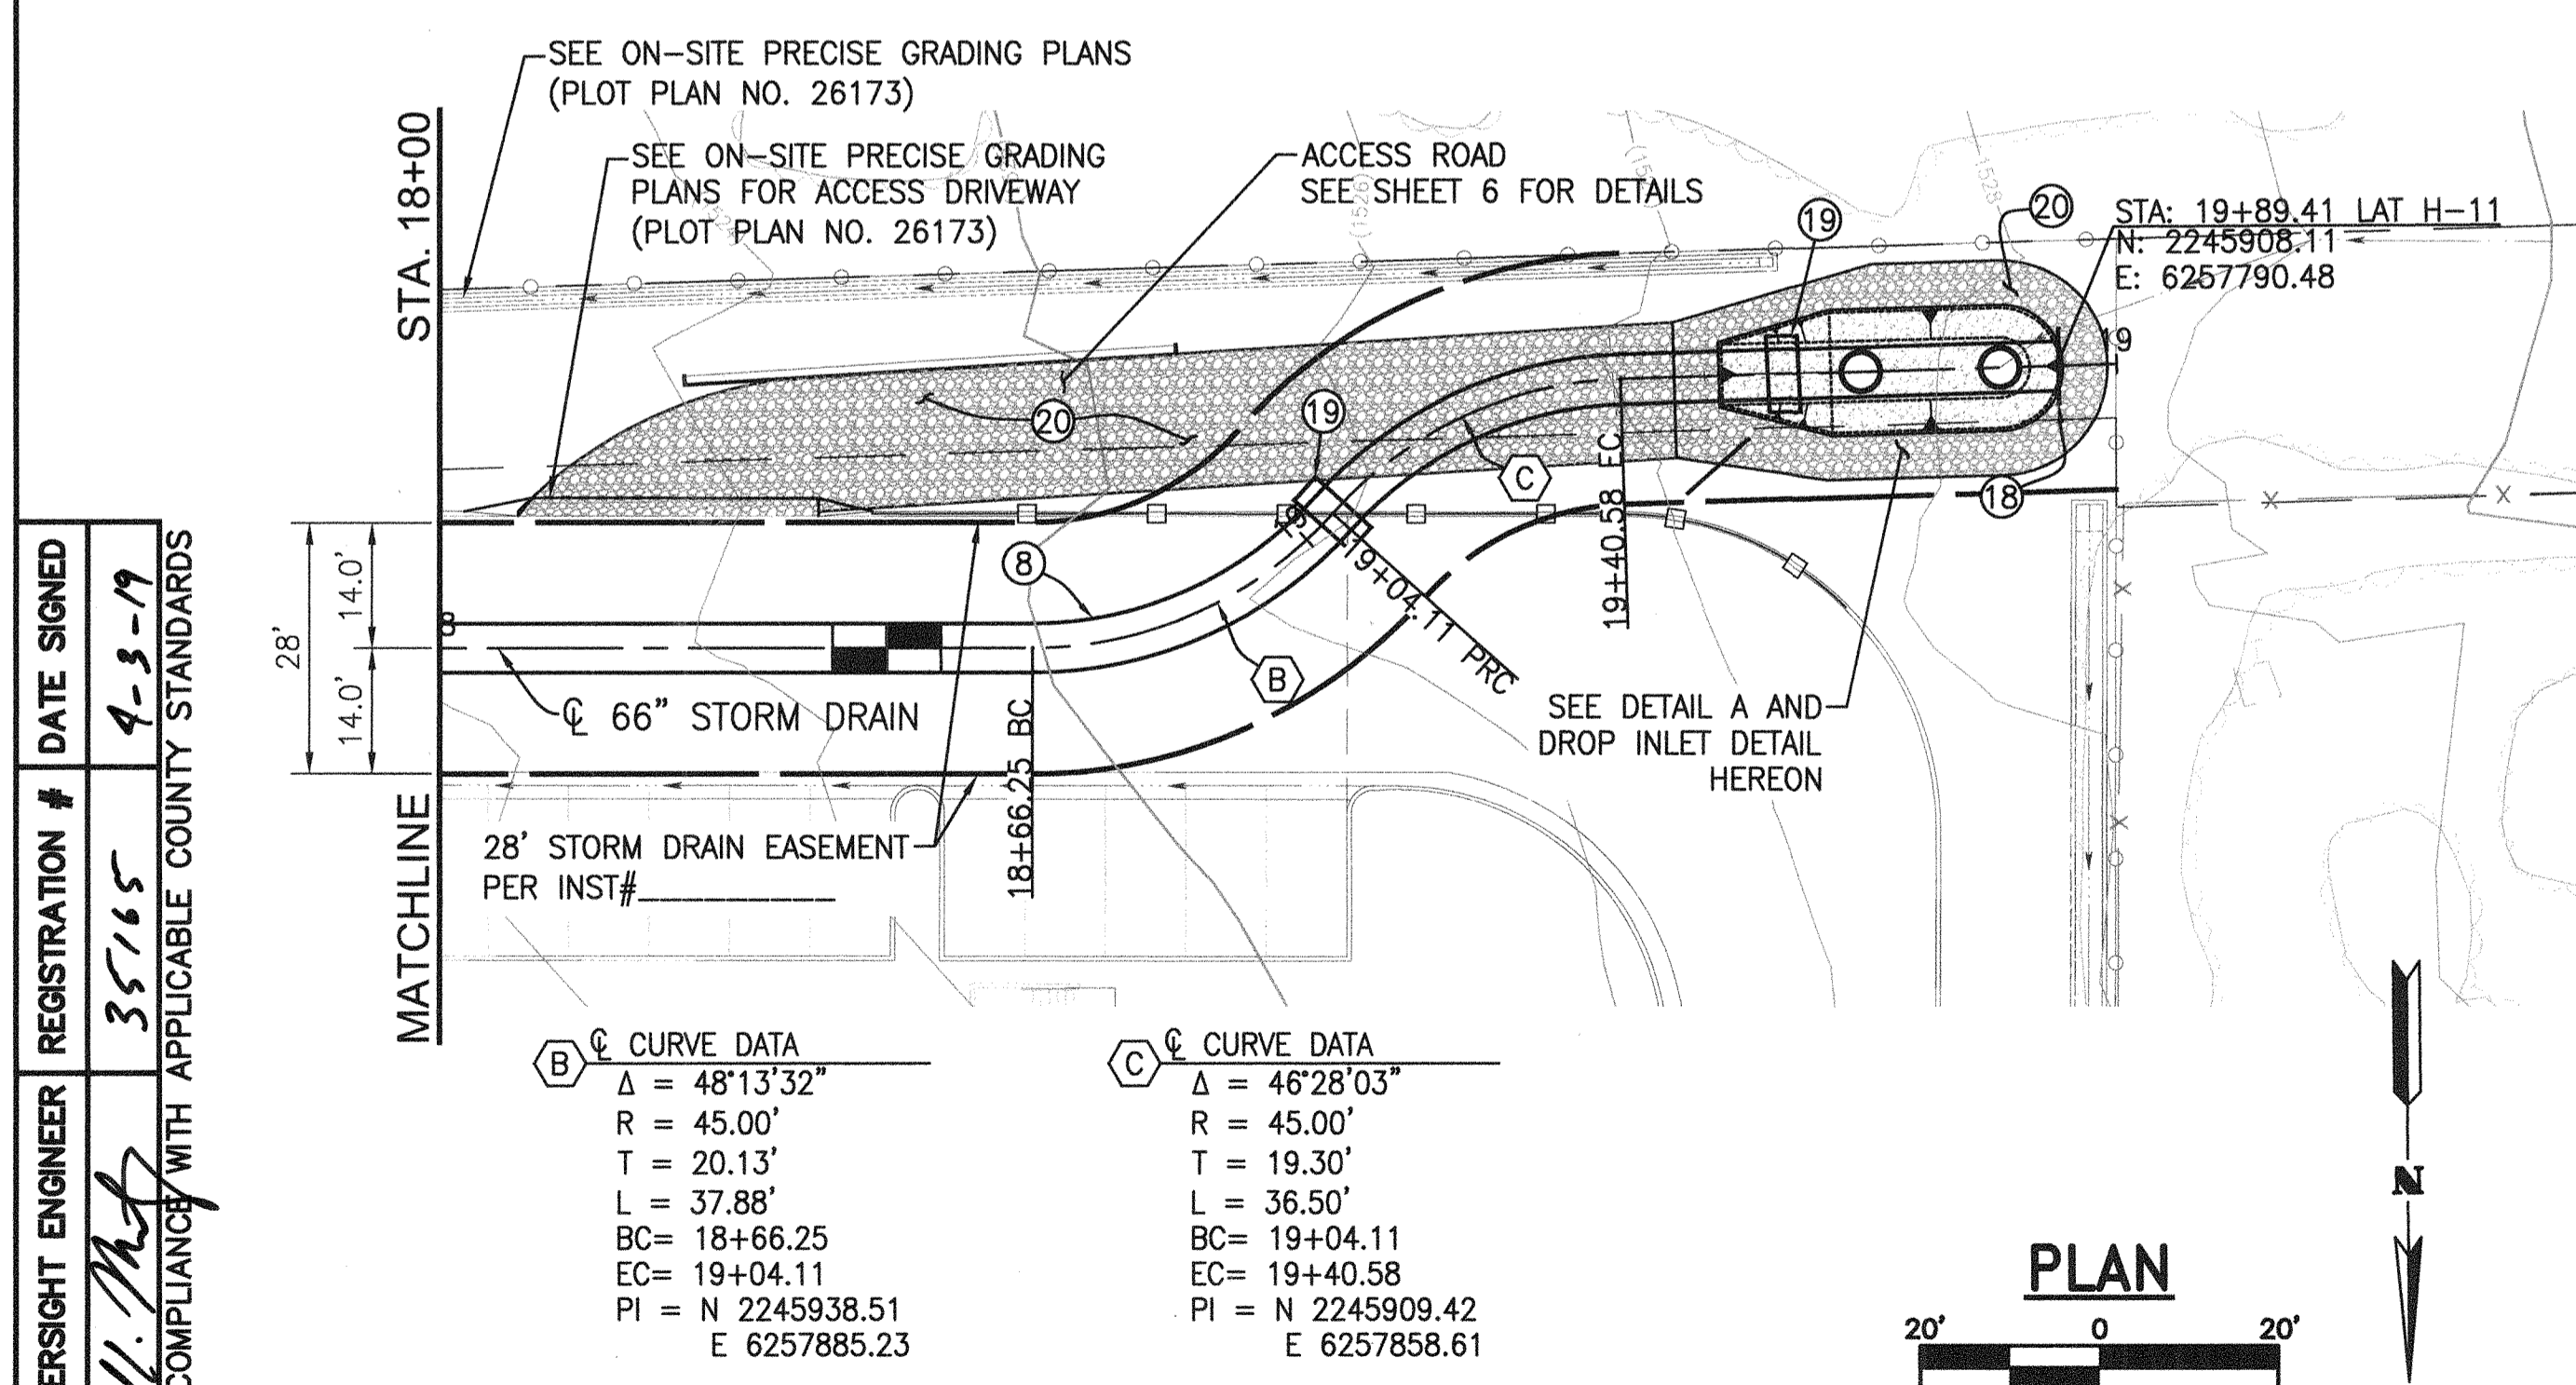 SEE ON-SITE PRECISE GRADING PLANS
(PLOT PLAN NO. 26173)
SEE ON-SITE PRECISE GRADING
PLANS FOR ACCESS DRIVEWAY
(PLOT PLAN NO. 26173)
ACCESS ROAD
SEE SHEET 6 FOR DETAILS
STA: 19+89.41 LAT H-11
N: 2245908.11
E: 6257790.48
STA. 18+00
MATCHLINE
(1526)
1528
19
20
19
20
19
18
8
8
C
B
19+04.11 PRC
19+40.58 EC
18+66.25 BC
28'
14.0'
14.0'
℄ 66" STORM DRAIN
28' STORM DRAIN EASEMENT
PER INST#__________
SEE DETAIL A AND
DROP INLET DETAIL
HEREON
B ℄ CURVE DATA
Δ = 48°13'32"
R = 45.00'
T = 20.13'
L = 37.88'
BC= 18+66.25
EC= 19+04.11
PI = N 2245938.51
E 6257885.23
C ℄ CURVE DATA
Δ = 46°28'03"
R = 45.00'
T = 19.30'
L = 36.50'
BC= 19+04.11
EC= 19+40.58
PI = N 2245909.42
E 6257858.61
N
PLAN
20' 0 20'
DATE SIGNED
4-3-19
REGISTRATION #
35165
ERSIGHT ENGINEER
COMPLIANCE WITH APPLICABLE COUNTY STANDARDS